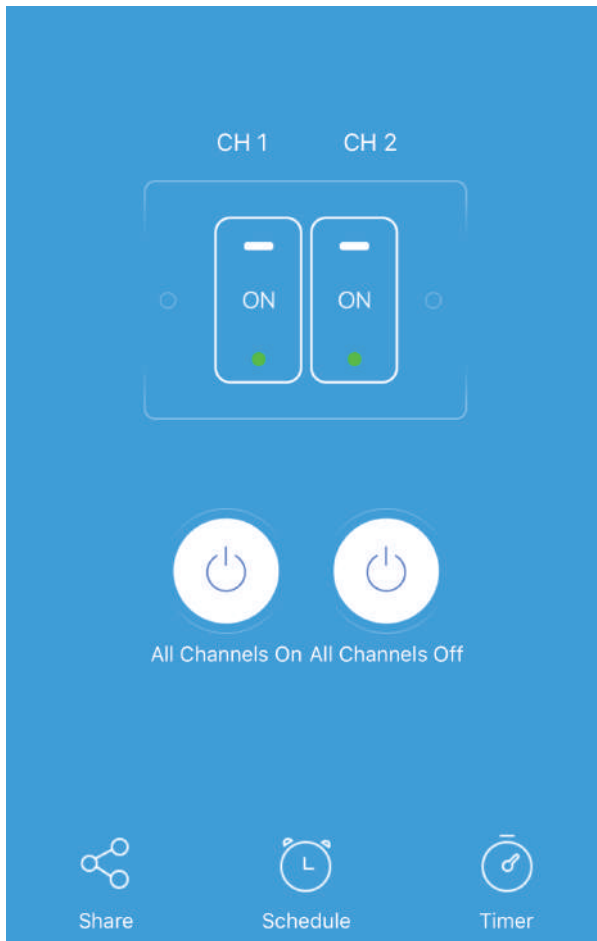 CH 1 CH 2
ON ON
All Channels On All Channels Off
Share Schedule Timer